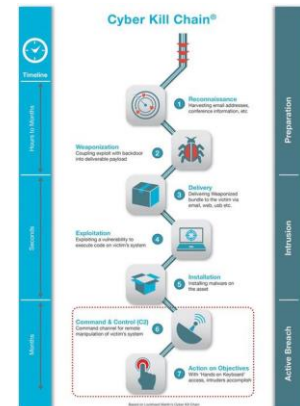 Cyber Kill Chain®
Timeline
Hours to Months
Seconds
Months
1 Reconnaissance
Harvesting email addresses,
conference information, etc
Weaponization
Coupling exploit with backdoor
into deliverable payload
2
3 Delivery
Delivering Weaponized
bundle to the victim via
email, web, usb etc.
Exploitation
Exploiting a vulnerability to
execute code on victim's system
4
5 Installation
Installing malware on
the asset
Command & Control (C2)
Command channel for remote
manipulation of victim's system
6
7 Action on Objectives
With 'Hands on Keyboard'
access, intruders accomplish
Preparation
Intrusion
Active Breach